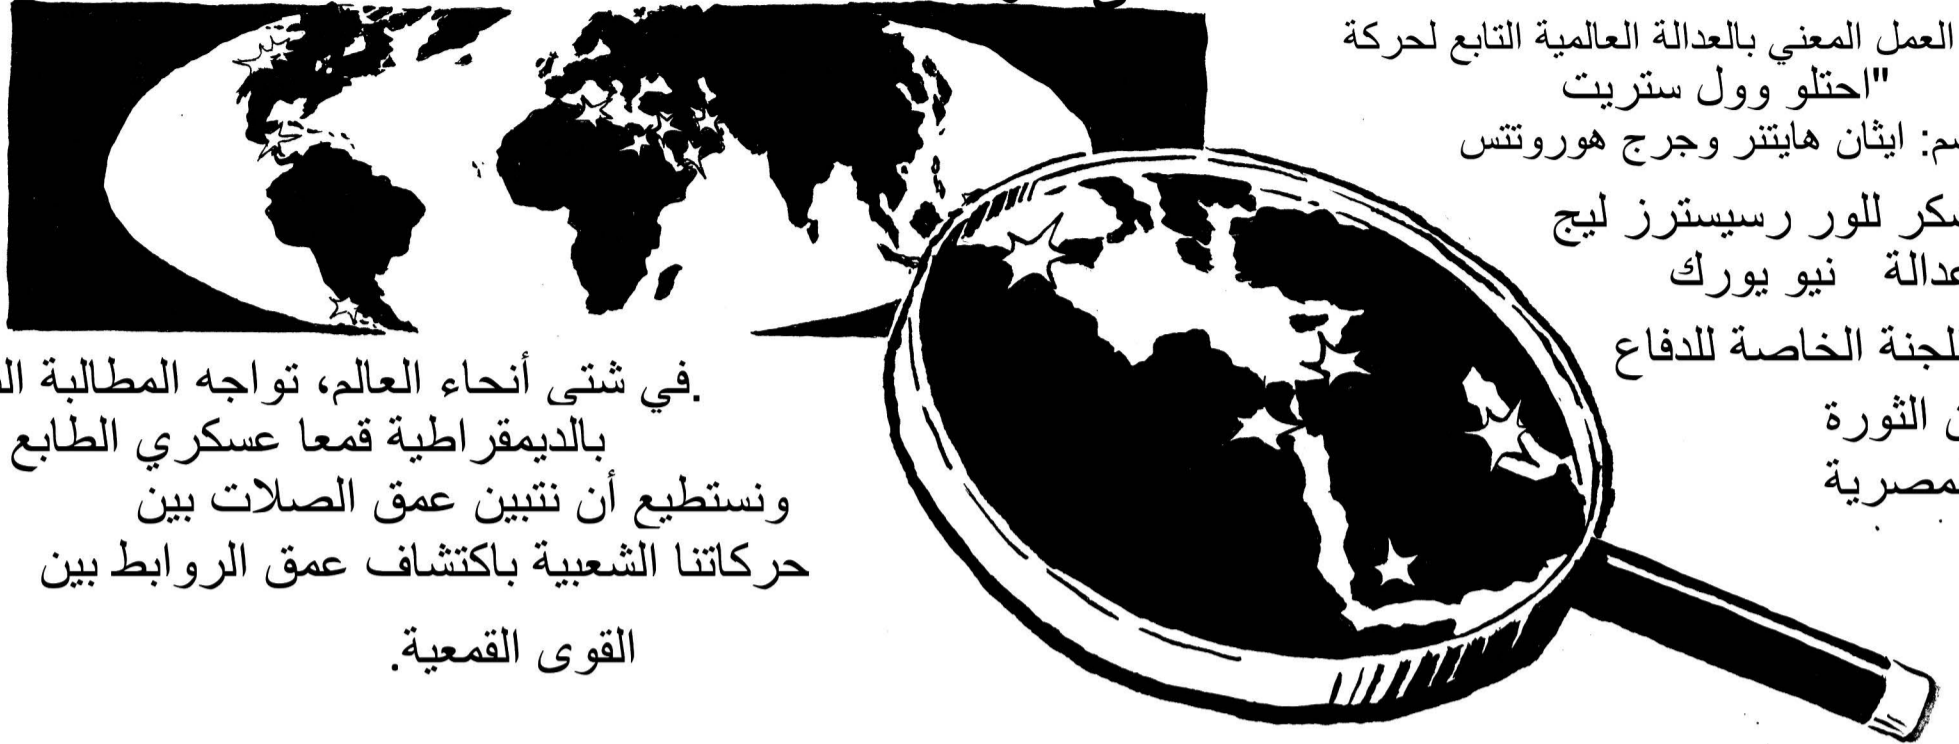 العمل المعني بالعدالة العالمية التابع لحركة
"احتلو وول ستريت
ايثان هايتنر وجرج هوروتتس
للور رسيسترز ليج
نيو يورك
الخاصة للدفاع
الثورة
.في شتى أنحاء العالم، تواجه المطالبة
بالديمقراطية قمعا عسكري الطابع
ونستطيع أن نتبين عمق الصلات بين
حركاتنا الشعبية باكتشاف عمق الروابط بين
القوى القمعية.